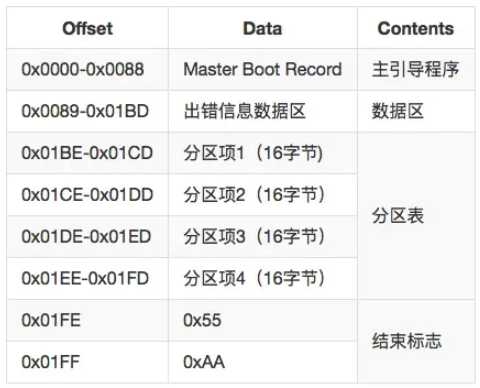 Offset Data Contents
0x0000-0x0088 Master Boot Record 主引导程序
0x0089-0x01BD 出错信息数据区 数据区
0x01BE-0x01CD 分区项1（16字节)
0x01CE-0x01DD 分区项2（16字节）
分区表
0x01DE-0x01ED 分区项3（16字节）
0x01EE-0x01FD 分区项4（16字节）
0x01FE 0x55
结束标志
0x01FF 0xAA